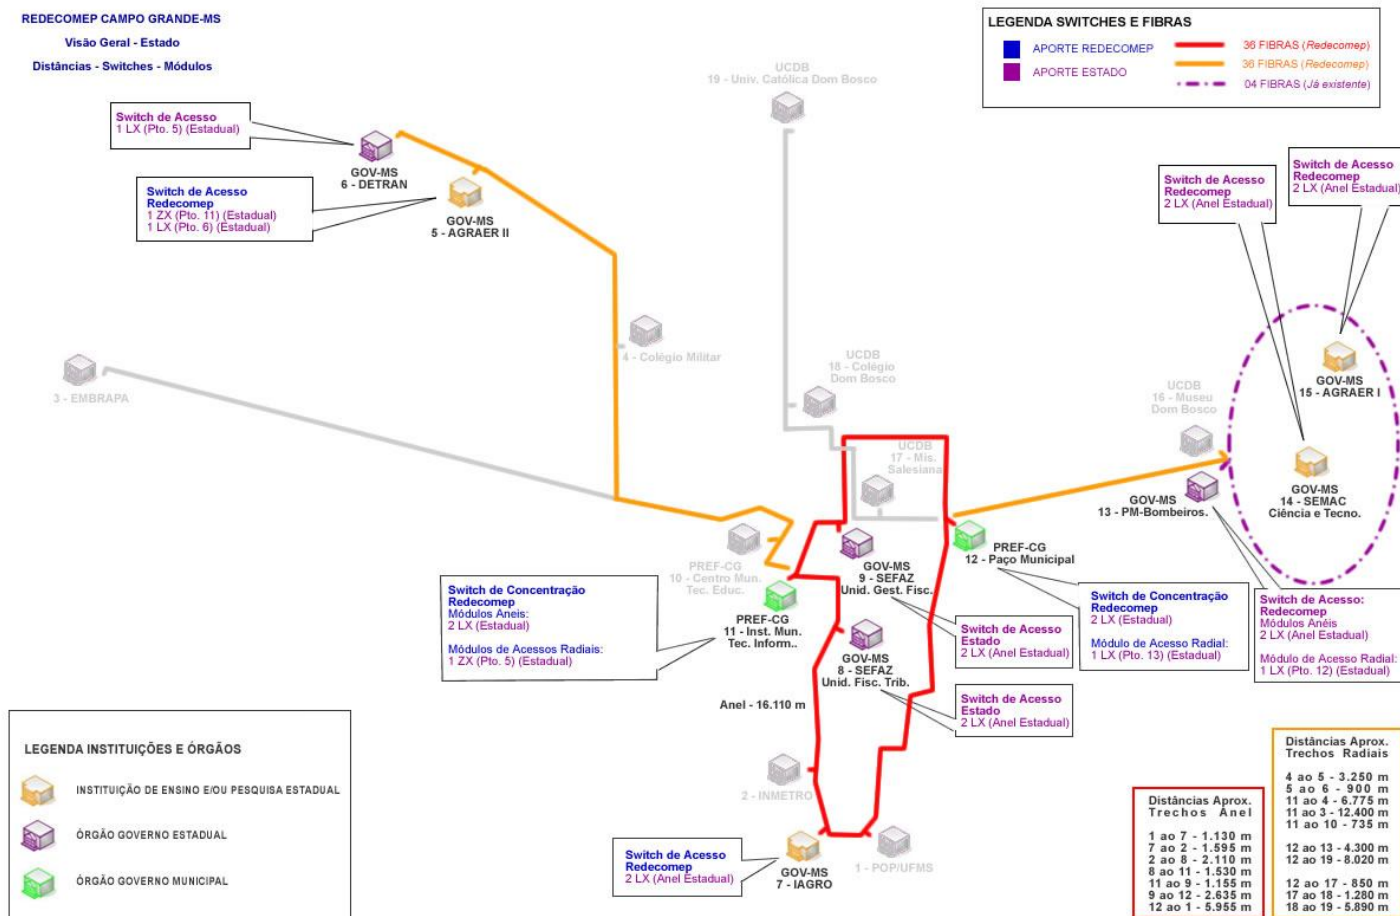 REDECOMEP CAMPO GRANDE-MS
Visão Geral - Estado
Distâncias - Switches - Módulos
LEGENDA SWITCHES E FIBRAS
APORTE REDECOMEP
APORTE ESTADO
36 FIBRAS (Redecomep)
36 FIBRAS (Redecomep)
04 FIBRAS (Já existente)
UCDB
19 - Univ. Católica Dom Bosco
Switch de Acesso
1 LX (Pto. 5) (Estadual)
GOV-MS
6 - DETRAN
Switch de Acesso
Redecomep
1 ZX (Pto. 11) (Estadual)
1 LX (Pto. 6) (Estadual)
GOV-MS
5 - AGRAER II
Switch de Acesso
Redecomep
2 LX (Anel Estadual)
Switch de Acesso
Redecomep
2 LX (Anel Estadual)
4 - Colégio Militar
3 - EMBRAPA
UCDB
18 - Colégio
Dom Bosco
UCDB
16 - Museu
Dom Bosco
GOV-MS
15 - AGRAER I
UCDB
17 - Mis.
Salesiana
GOV-MS
14 - SEMAC
Ciência e Tecno.
GOV-MS
13 - PM-Bombeiros.
PREF-CG
10 - Centro Mun.
Tec. Educ.
GOV-MS
9 - SEFAZ
Unid. Gest. Fisc.
PREF-CG
12 - Paço Municipal
Switch de Concentração
Redecomep
Módulos Aneis:
2 LX (Estadual)
Módulos de Acessos Radiais:
1 ZX (Pto. 5) (Estadual)
PREF-CG
11 - Inst. Mun.
Tec. Inform..
GOV-MS
8 - SEFAZ
Unid. Fisc. Trib.
Switch de Acesso
Estado
2 LX (Anel Estadual)
Switch de Concentração
Redecomep
2 LX (Estadual)
Módulo de Acesso Radial:
1 LX (Pto. 13) (Estadual)
Switch de Acesso:
Redecomep
Módulos Anéis
2 LX (Anel Estadual)
Módulo de Acesso Radial:
1 LX (Pto. 12) (Estadual)
Switch de Acesso
Estado
2 LX (Anel Estadual)
Anel - 16.110 m
2 - INMETRO
Switch de Acesso
Redecomep
2 LX (Anel Estadual)
GOV-MS
7 - IAGRO
1 - POP/UFMS
LEGENDA INSTITUIÇÕES E ÓRGÃOS
INSTITUIÇÃO DE ENSINO E/OU PESQUISA ESTADUAL
ÓRGÃO GOVERNO ESTADUAL
ÓRGÃO GOVERNO MUNICIPAL
Distâncias Aprox.
Trechos Anel
1 ao 7 - 1.130 m
7 ao 2 - 1.595 m
2 ao 8 - 2.110 m
8 ao 11 - 1.530 m
11 ao 9 - 1.155 m
9 ao 12 - 2.635 m
12 ao 1 - 5.955 m
Distâncias Aprox.
Trechos Radiais
4 ao 5 - 3.250 m
5 ao 6 - 900 m
11 ao 4 - 6.775 m
11 ao 3 - 12.400 m
11 ao 10 - 735 m
12 ao 13 - 4.300 m
12 ao 19 - 8.020 m
12 ao 17 - 850 m
17 ao 18 - 1.280 m
18 ao 19 - 5.890 m